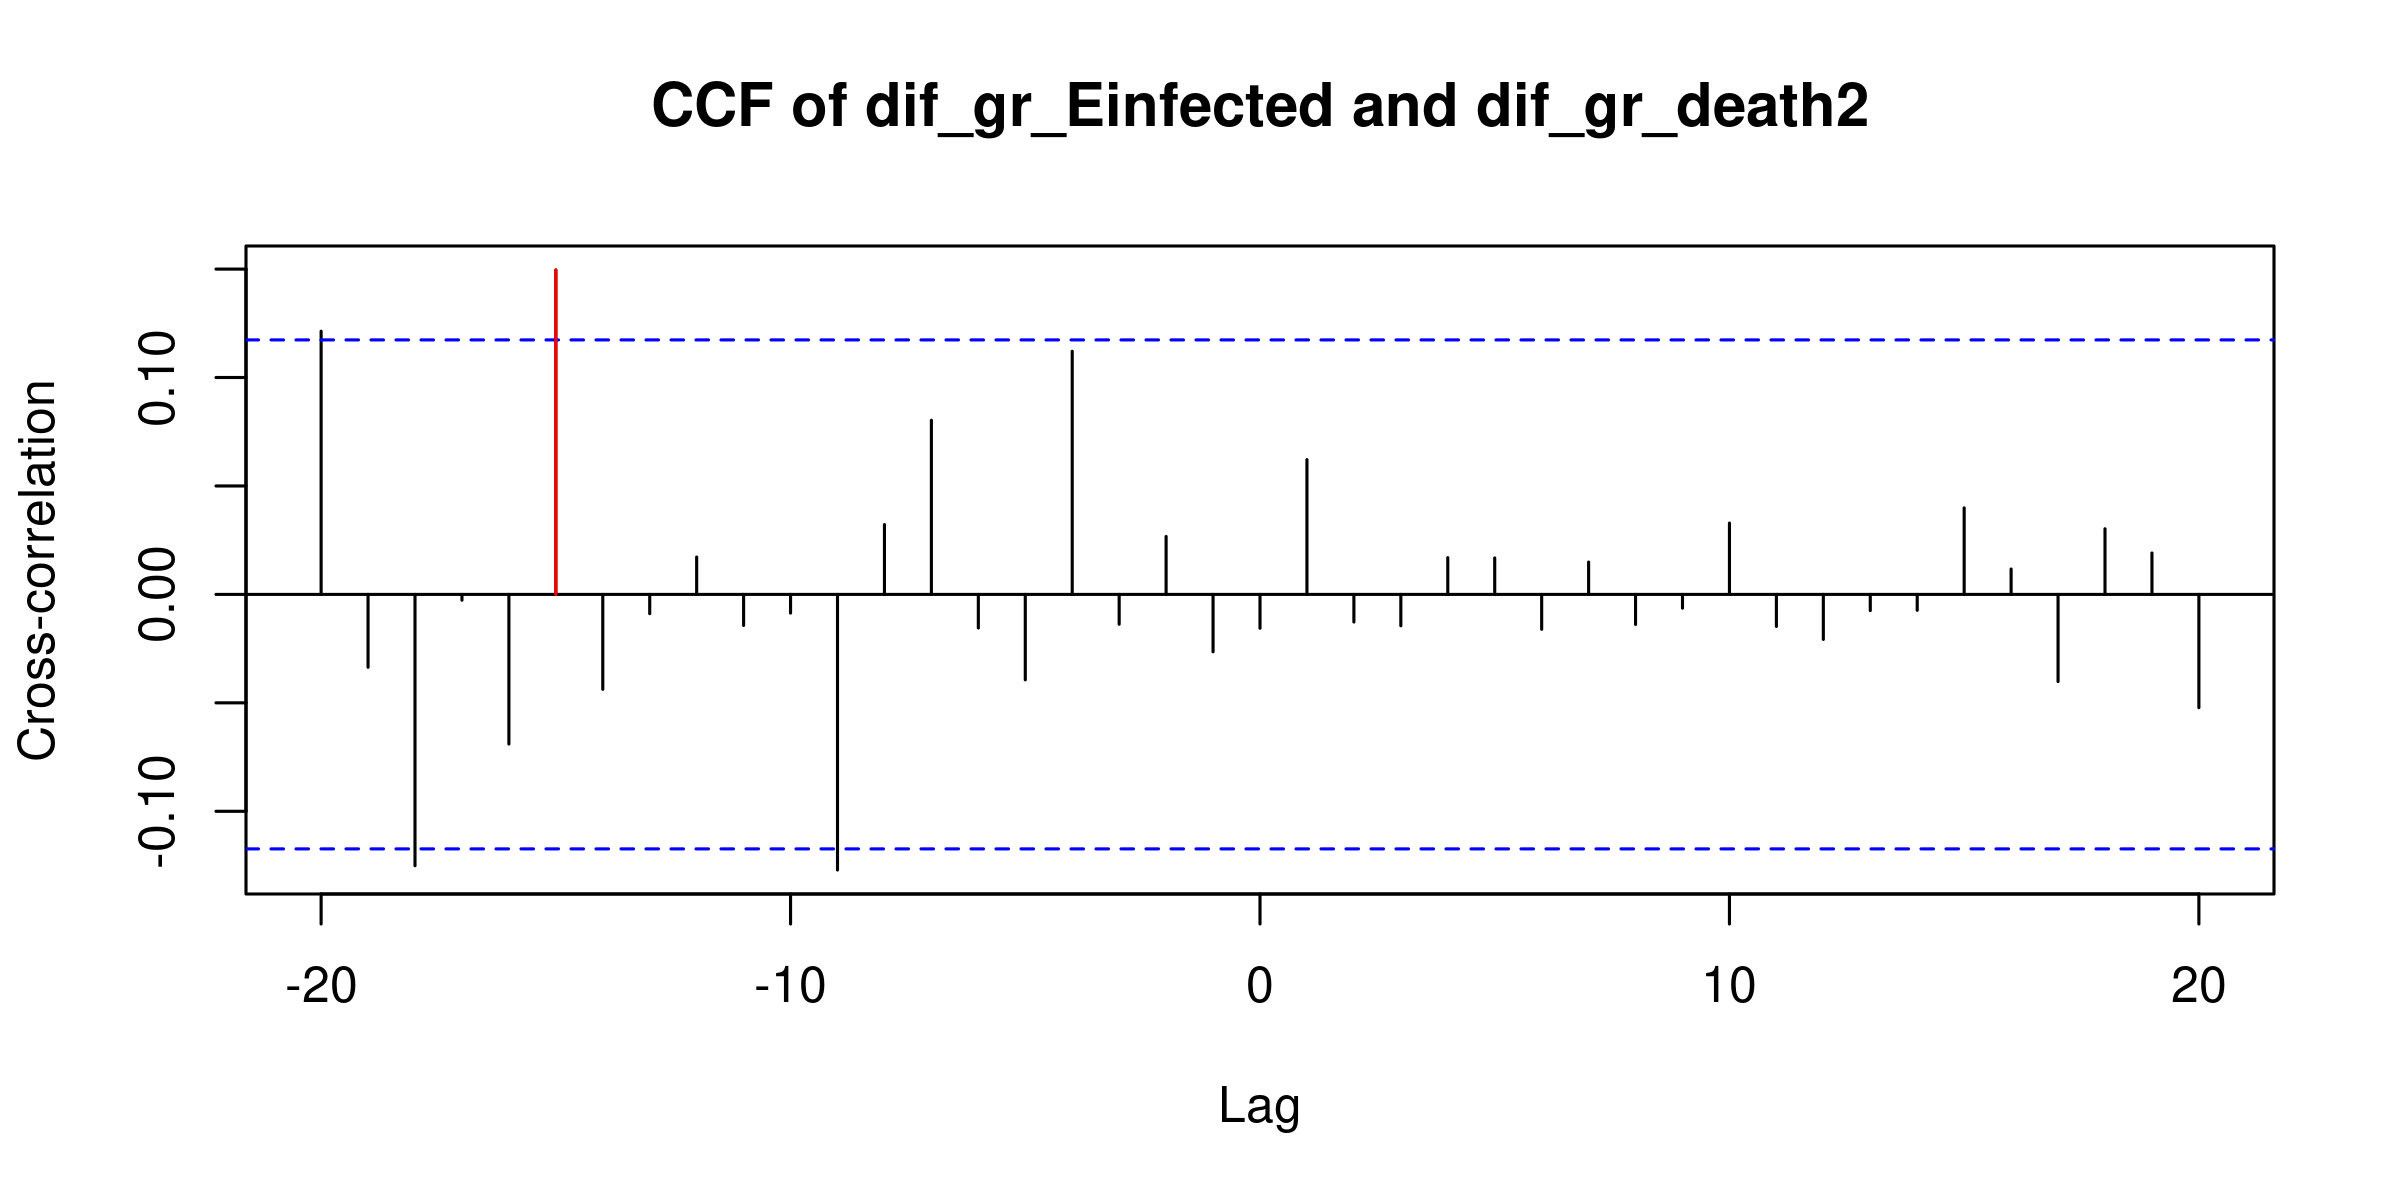 CCF of dif_gr_Einfected and dif_gr_death2
Cross-correlation
0.10
0.00
-0.10
-20 -10 0 10 20
Lag